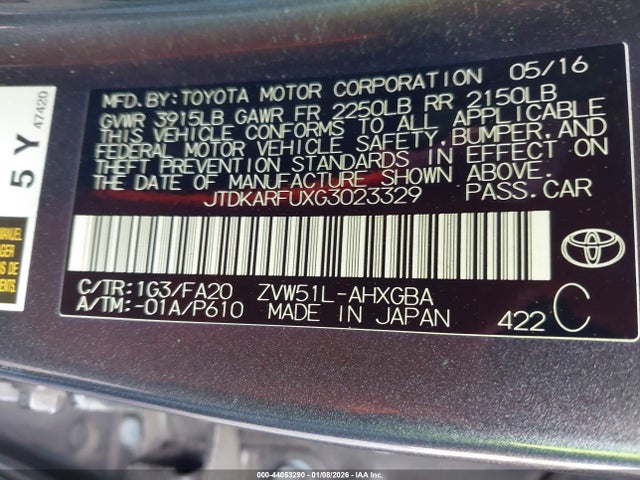 MFD.BY:TOYOTA MOTOR CORPORATION 05/16
GVWR 3915LB GAWR FR 2250LB RR 2150LB
THIS VEHICLE CONFORMS TO ALL APPLICABLE
FEDERAL MOTOR VEHICLE SAFETY,BUMPER,AND
THEFT PREVENTION STANDARDS IN EFFECT ON
THE DATE OF MANUFACTURE SHOWN ABOVE.
JTDKARFUXG3023329 PASS.CAR
C/TR:1G3/FA20 ZVW51L-AHXGBA
A/TM:-01A/P610 MADE IN JAPAN 422 C
TOYOTA
5 Y
47420
MANUEL
000-44053290 - 01/08/2026 - IAA Inc.